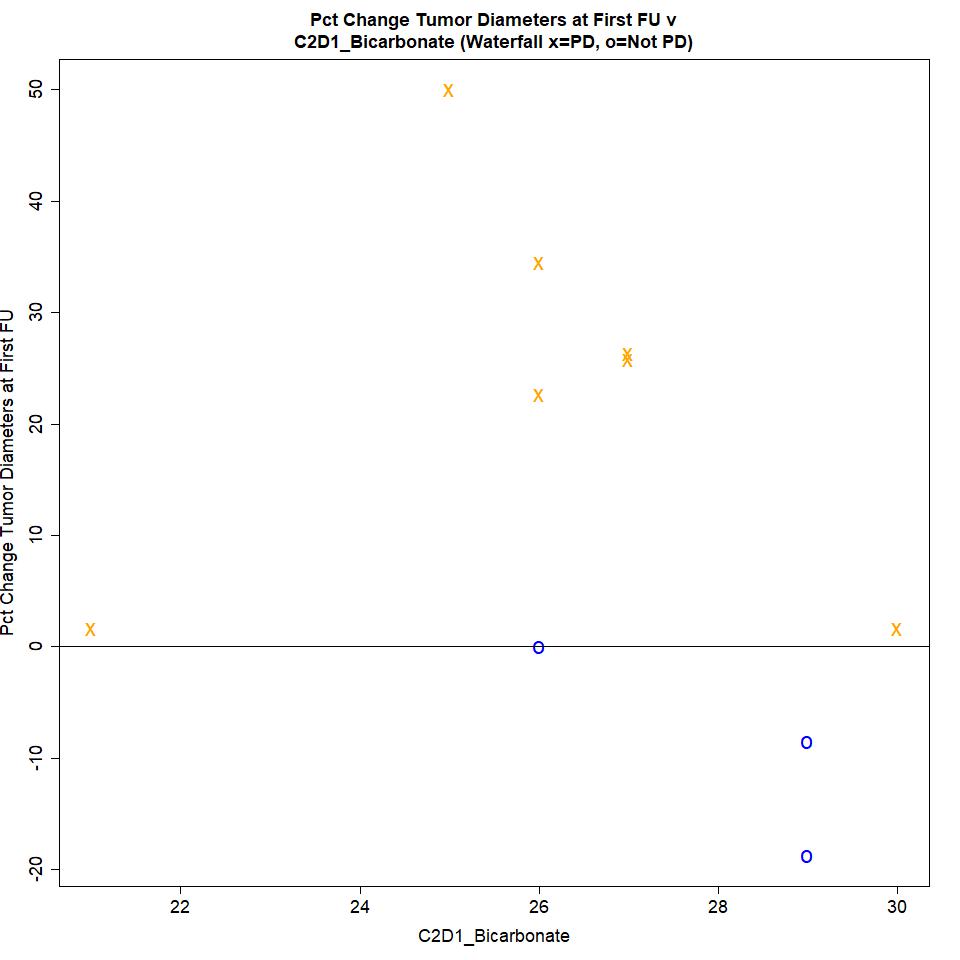 Pct Change Tumor Diameters at First FU v
C2D1_Bicarbonate (Waterfall x=PD, o=Not PD)
Pct Change Tumor Diameters at First FU
50
40
30
20
10
0
-10
-20
X
X
X
X
X
X
X
O
O
O
22 24 26 28 30
C2D1_Bicarbonate